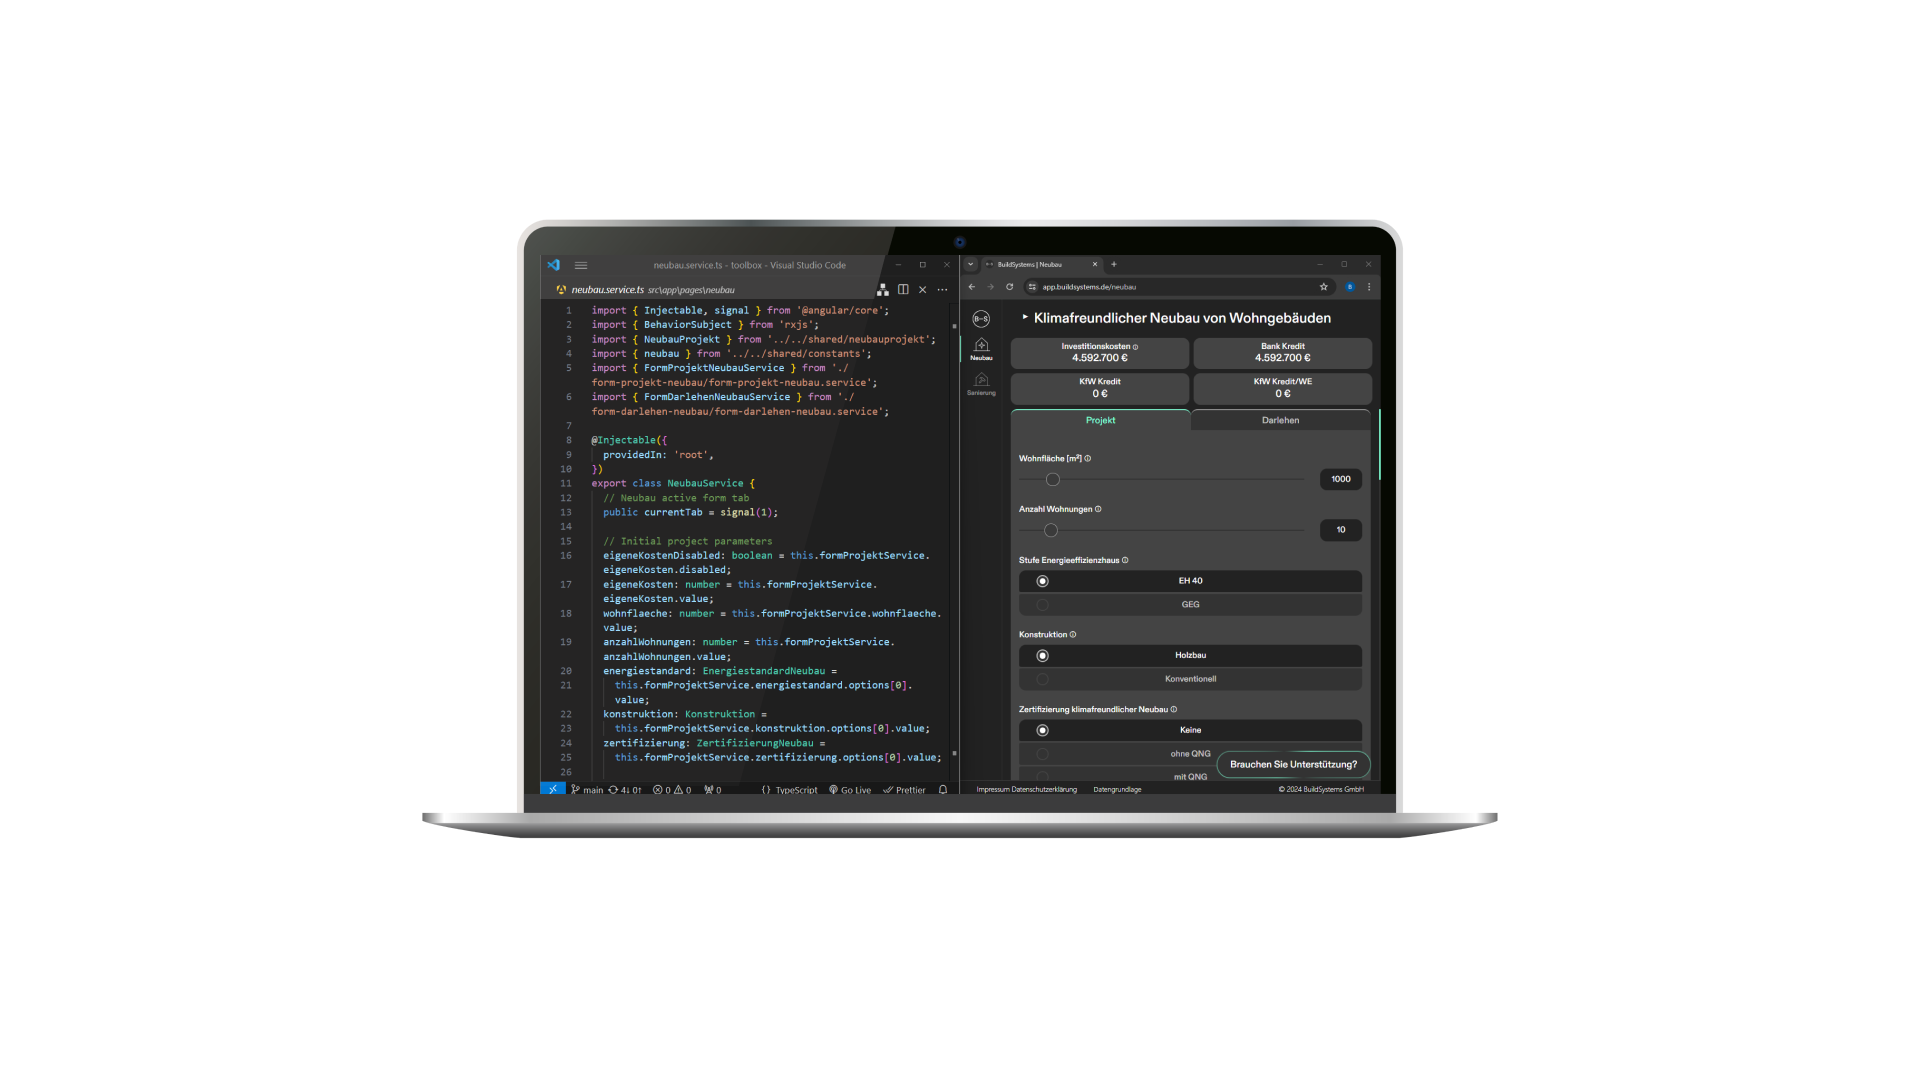 neubau.service.ts - toolbox - Visual Studio Code
neubau.service.ts src\app\pages\neubau
1 import { Injectable, signal } from '@angular/core';
2 import { BehaviorSubject } from 'rxjs';
3 import { NeubauProjekt } from '../../shared/neubauprojekt';
4 import { neubau } from '../../shared/constants';
5 import { FormProjektNeubauService } from './
form-projekt-neubau/form-projekt-neubau.service';
6 import { FormDarlehenNeubauService } from './
form-darlehen-neubau/form-darlehen-neubau.service';
7
8 @Injectable({
9 providedIn: 'root',
10 })
11 export class NeubauService {
12 // Neubau active form tab
13 public currentTab = signal(1);
14
15 // Initial project parameters
16 eigeneKostenDisabled: boolean = this.formProjektService.
eigeneKosten.disabled;
17 eigeneKosten: number = this.formProjektService.
eigeneKosten.value;
18 wohnflaeche: number = this.formProjektService.wohnflaeche.
value;
19 anzahlWohnungen: number = this.formProjektService.
anzahlWohnungen.value;
20 energiestandard: EnergiestandardNeubau =
21 this.formProjektService.energiestandard.options[0].
value;
22 konstruktion: Konstruktion =
23 this.formProjektService.konstruktion.options[0].value;
24 zertifizierung: ZertifizierungNeubau =
25 this.formProjektService.zertifizierung.options[0].value;
26
main 4↓ 0↑ 0 0 0 {} TypeScript Go Live Prettier
BuildSystems | Neubau
app.buildsystems.de/neubau
B-S
Neubau
Sanierung
Klimafreundlicher Neubau von Wohngebäuden
Investitionskosten
4.592.700 €
Bank Kredit
4.592.700 €
KfW Kredit
0 €
KfW Kredit/WE
0 €
Projekt
Darlehen
Wohnfläche [m²]
1000
Anzahl Wohnungen
10
Stufe Energieeffizienzhaus
EH 40
GEG
Konstruktion
Holzbau
Konventionell
Zertifizierung klimafreundlicher Neubau
Keine
ohne QNG
mit QNG
Brauchen Sie Unterstützung?
Impressum Datenschutzerklärung Datengrundlage © 2024 BuildSystems GmbH